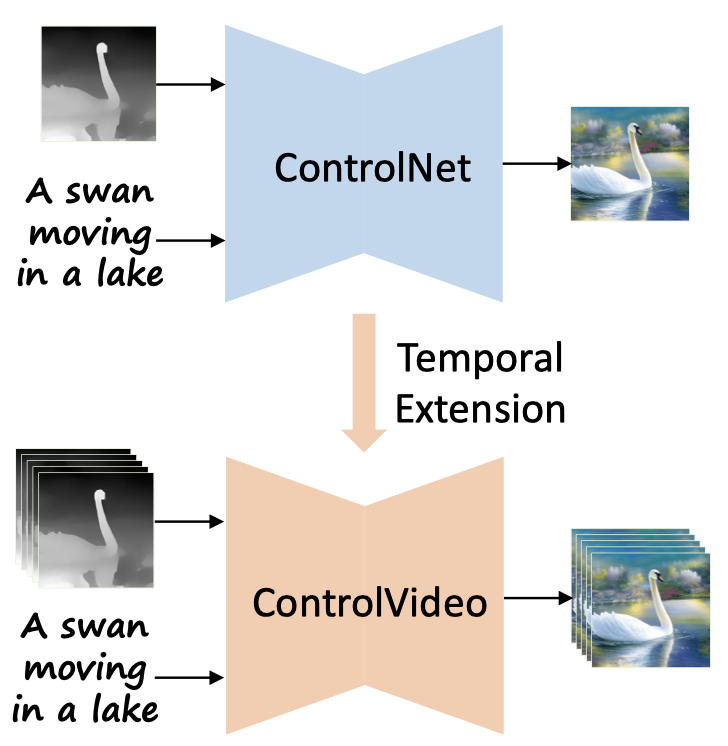 A swan
moving
in a lake
ControlNet
Temporal
Extension
A swan
moving
in a lake
ControlVideo